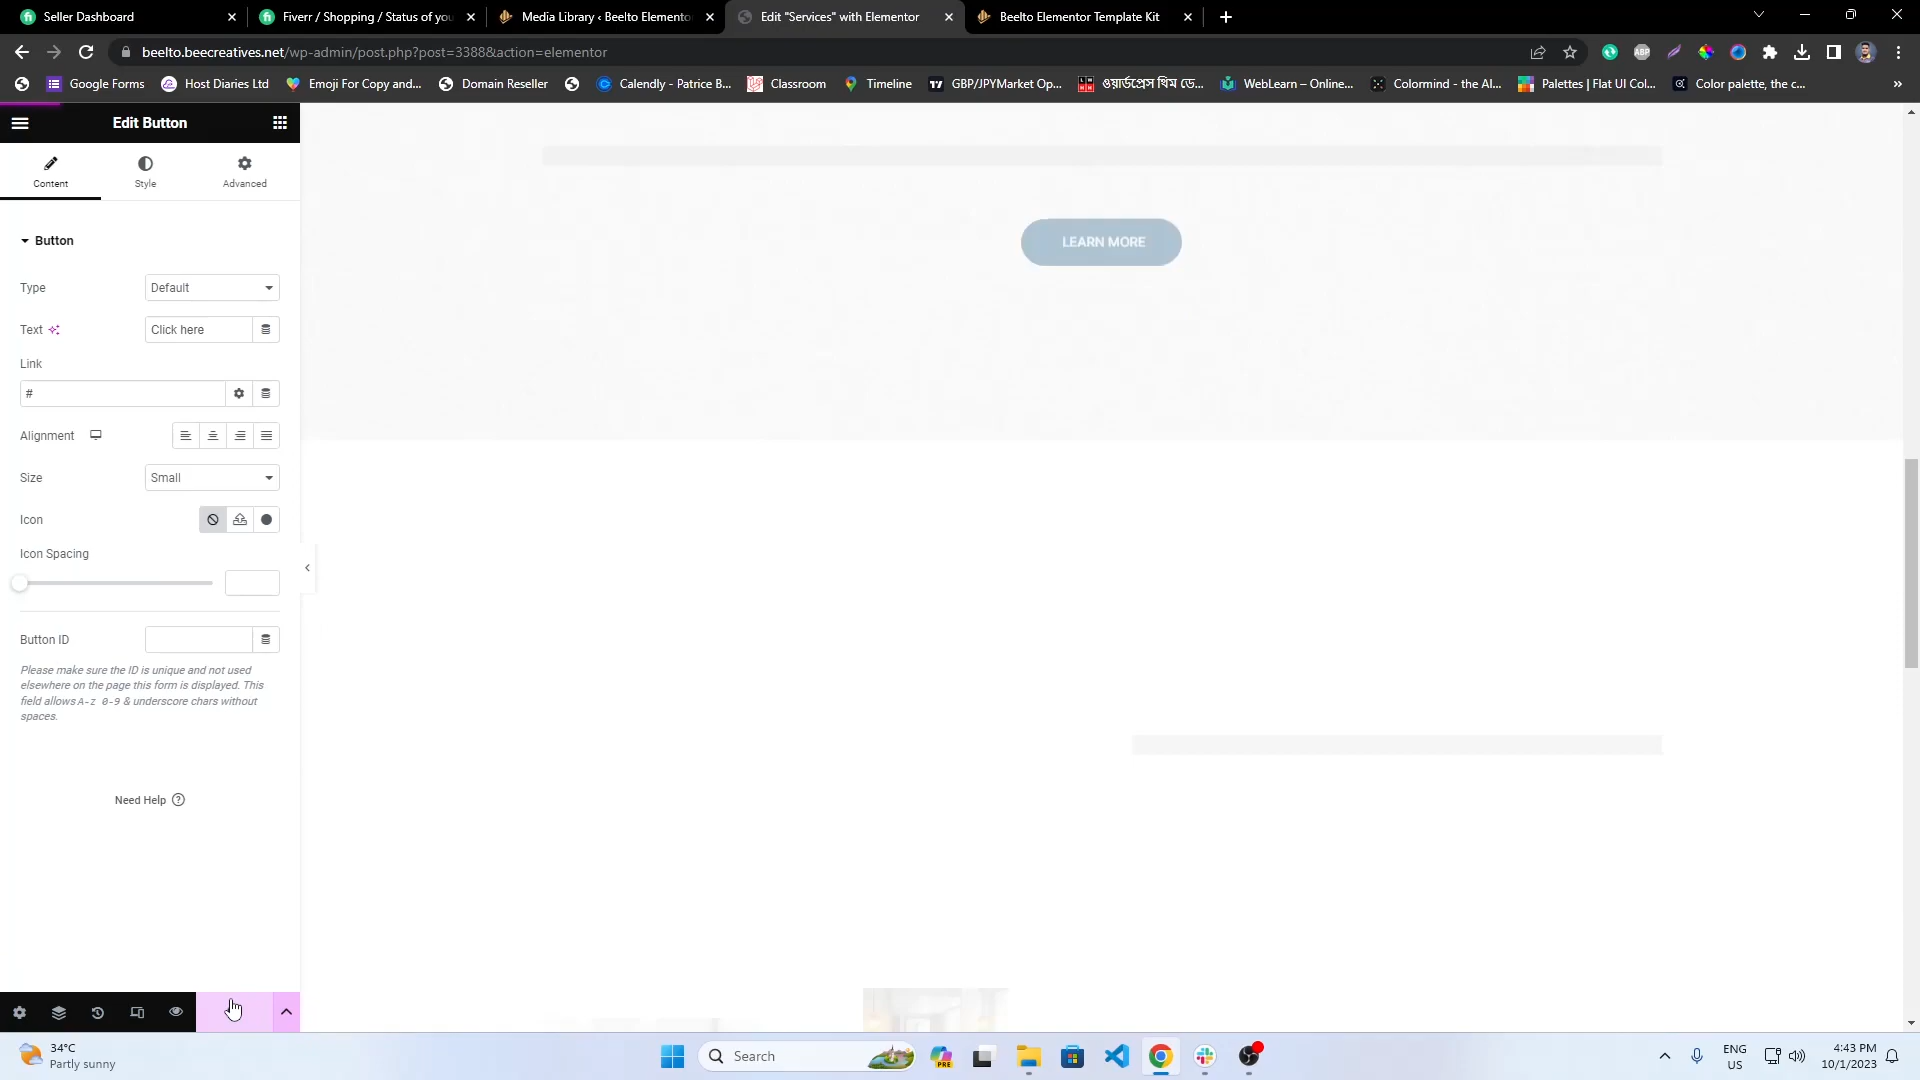 Seller Dashboard
Fiverr / Shopping / Status of you
Media Library ‹ Beelto Elemento
Edit "Services" with Elementor
Beelto Elementor Template Kit
beelto.beecreatives.net/wp-admin/post.php?post=3388&action=elementor
Google Forms
Host Diaries Ltd
Emoji For Copy and...
Domain Reseller
Calendly - Patrice B...
Classroom
Timeline
GBP/JPYMarket Op...
ওয়ার্ডপ্রেস থিম ডে...
WebLearn – Online...
Colormind - the AI...
Palettes | Flat UI Col...
Color palette, the c...
Edit Button
Content
Style
Advanced
Button
Type
Default
Text
Click here
Link
#
Alignment
Size
Small
Icon
Icon Spacing
Button ID
Please make sure the ID is unique and not used
elsewhere on the page this form is displayed. This
field allows A-z 0-9 & underscore chars without
spaces.
Need Help
LEARN MORE
34°C
Partly sunny
Search
PRE
ENG
US
4:43 PM
10/1/2023